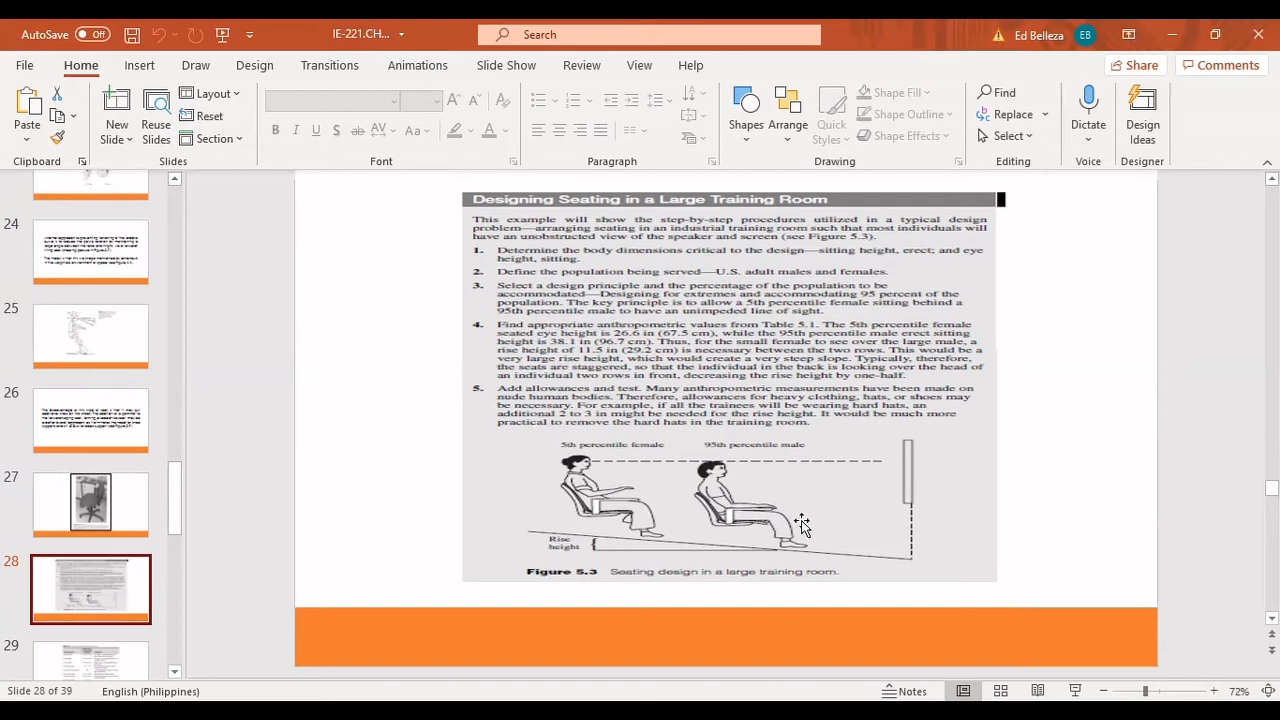 AutoSave
Off
IE-221.CH...
Search
Ed Belleza
EB
File
Home
Insert
Draw
Design
Transitions
Animations
Slide Show
Review
View
Help
Share
Comments
Paste
New
Slide
Reuse
Slides
Layout
Reset
Section
B I U S ab AV Aa A
Shapes
Arrange
Quick
Styles
Shape Fill
Shape Outline
Shape Effects
Find
Replace
Select
Dictate
Design
Ideas
Clipboard
Slides
Font
Paragraph
Drawing
Editing
Voice
Designer
24
25
26
27
28
29
Designing Seating in a Large Training Room
This example will show the step-by-step procedures utilized in a typical design
problem—arranging seating in an industrial training room such that most individuals will
have an unobstructed view of the speaker and screen (see Figure 5.3).
1. Determine the body dimensions critical to the design—sitting height, erect; and eye
height, sitting.
2. Define the population being served—U.S. adult males and females.
3. Select a design principle and the percentage of the population to be
accommodated—Designing for extremes and accommodating 95 percent of the
population. The key principle is to allow a 5th percentile female sitting behind a
95th percentile male to have an unimpeded line of sight.
4. Find appropriate anthropometric values from Table 5.1. The 5th percentile female
seated eye height is 26.6 in (67.5 cm), while the 95th percentile male erect sitting
height is 38.1 in (96.7 cm). Thus, for the small female to see over the large male, a
rise height of 11.5 in (29.2 cm) is necessary between the two rows. This would be a
very large rise height, which would create a very steep slope. Typically, therefore,
the seats are staggered, so that the individual in the back is looking over the head of
an individual two rows in front, decreasing the rise height by one-half.
5. Add allowances and test. Many anthropometric measurements have been made on
nude human bodies. Therefore, allowances for heavy clothing, hats, or shoes may
be necessary. For example, if all the trainees will be wearing hard hats, an
additional 2 to 3 in might be needed for the rise height. It would be much more
practical to remove the hard hats in the training room.
5th percentile female
95th percentile male
Rise
height
Figure 5.3 Seating design in a large training room.
Slide 28 of 39
English (Philippines)
Notes
72%